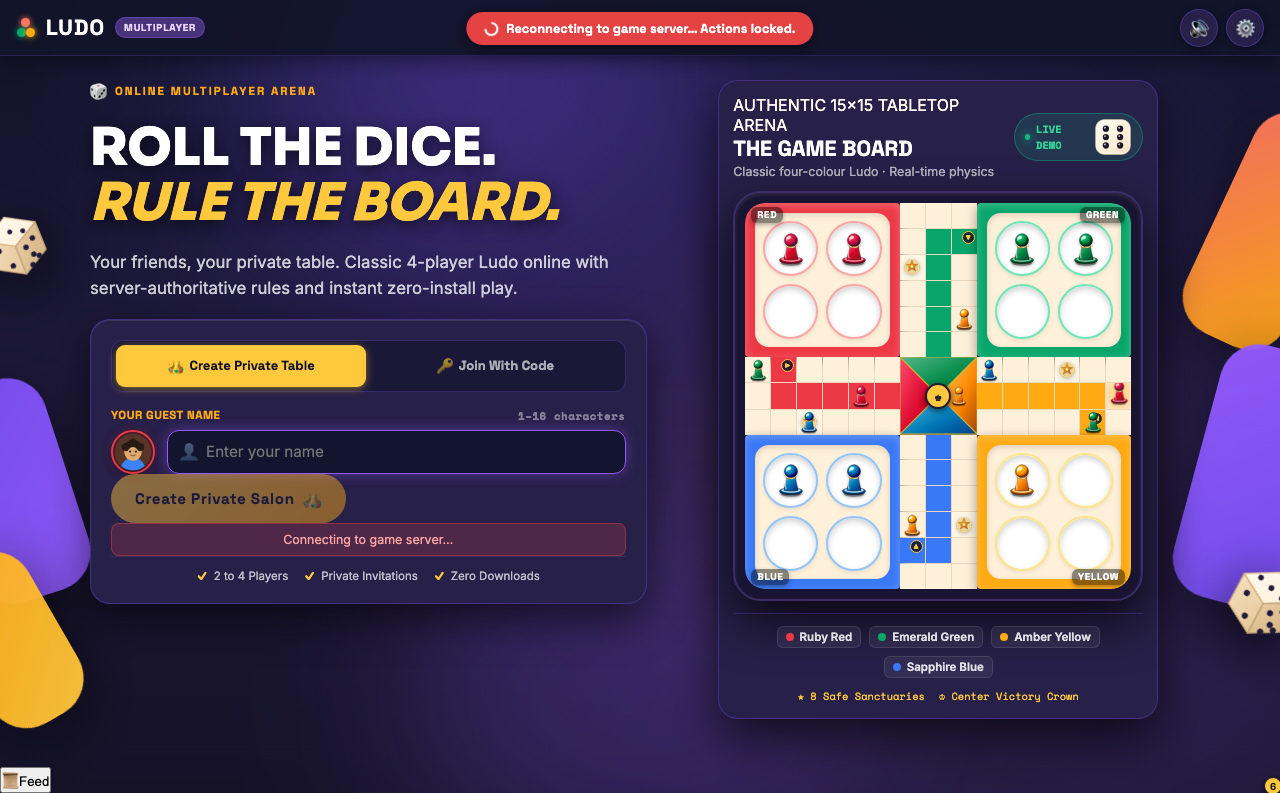 LUDO
MULTIPLAYER
Reconnecting to game server... Actions locked.
ONLINE MULTIPLAYER ARENA
ROLL THE DICE.
RULE THE BOARD.
Your friends, your private table. Classic 4-player Ludo online with
server-authoritative rules and instant zero-install play.
Create Private Table
Join With Code
YOUR GUEST NAME
1–16 characters
Enter your name
Create Private Salon
Connecting to game server...
2 to 4 Players
Private Invitations
Zero Downloads
AUTHENTIC 15×15 TABLETOP
ARENA
THE GAME BOARD
Classic four-colour Ludo · Real-time physics
LIVE
DEMO
RED
GREEN
BLUE
YELLOW
Ruby Red
Emerald Green
Amber Yellow
Sapphire Blue
★ 8 Safe Sanctuaries
♔ Center Victory Crown
Feed
6